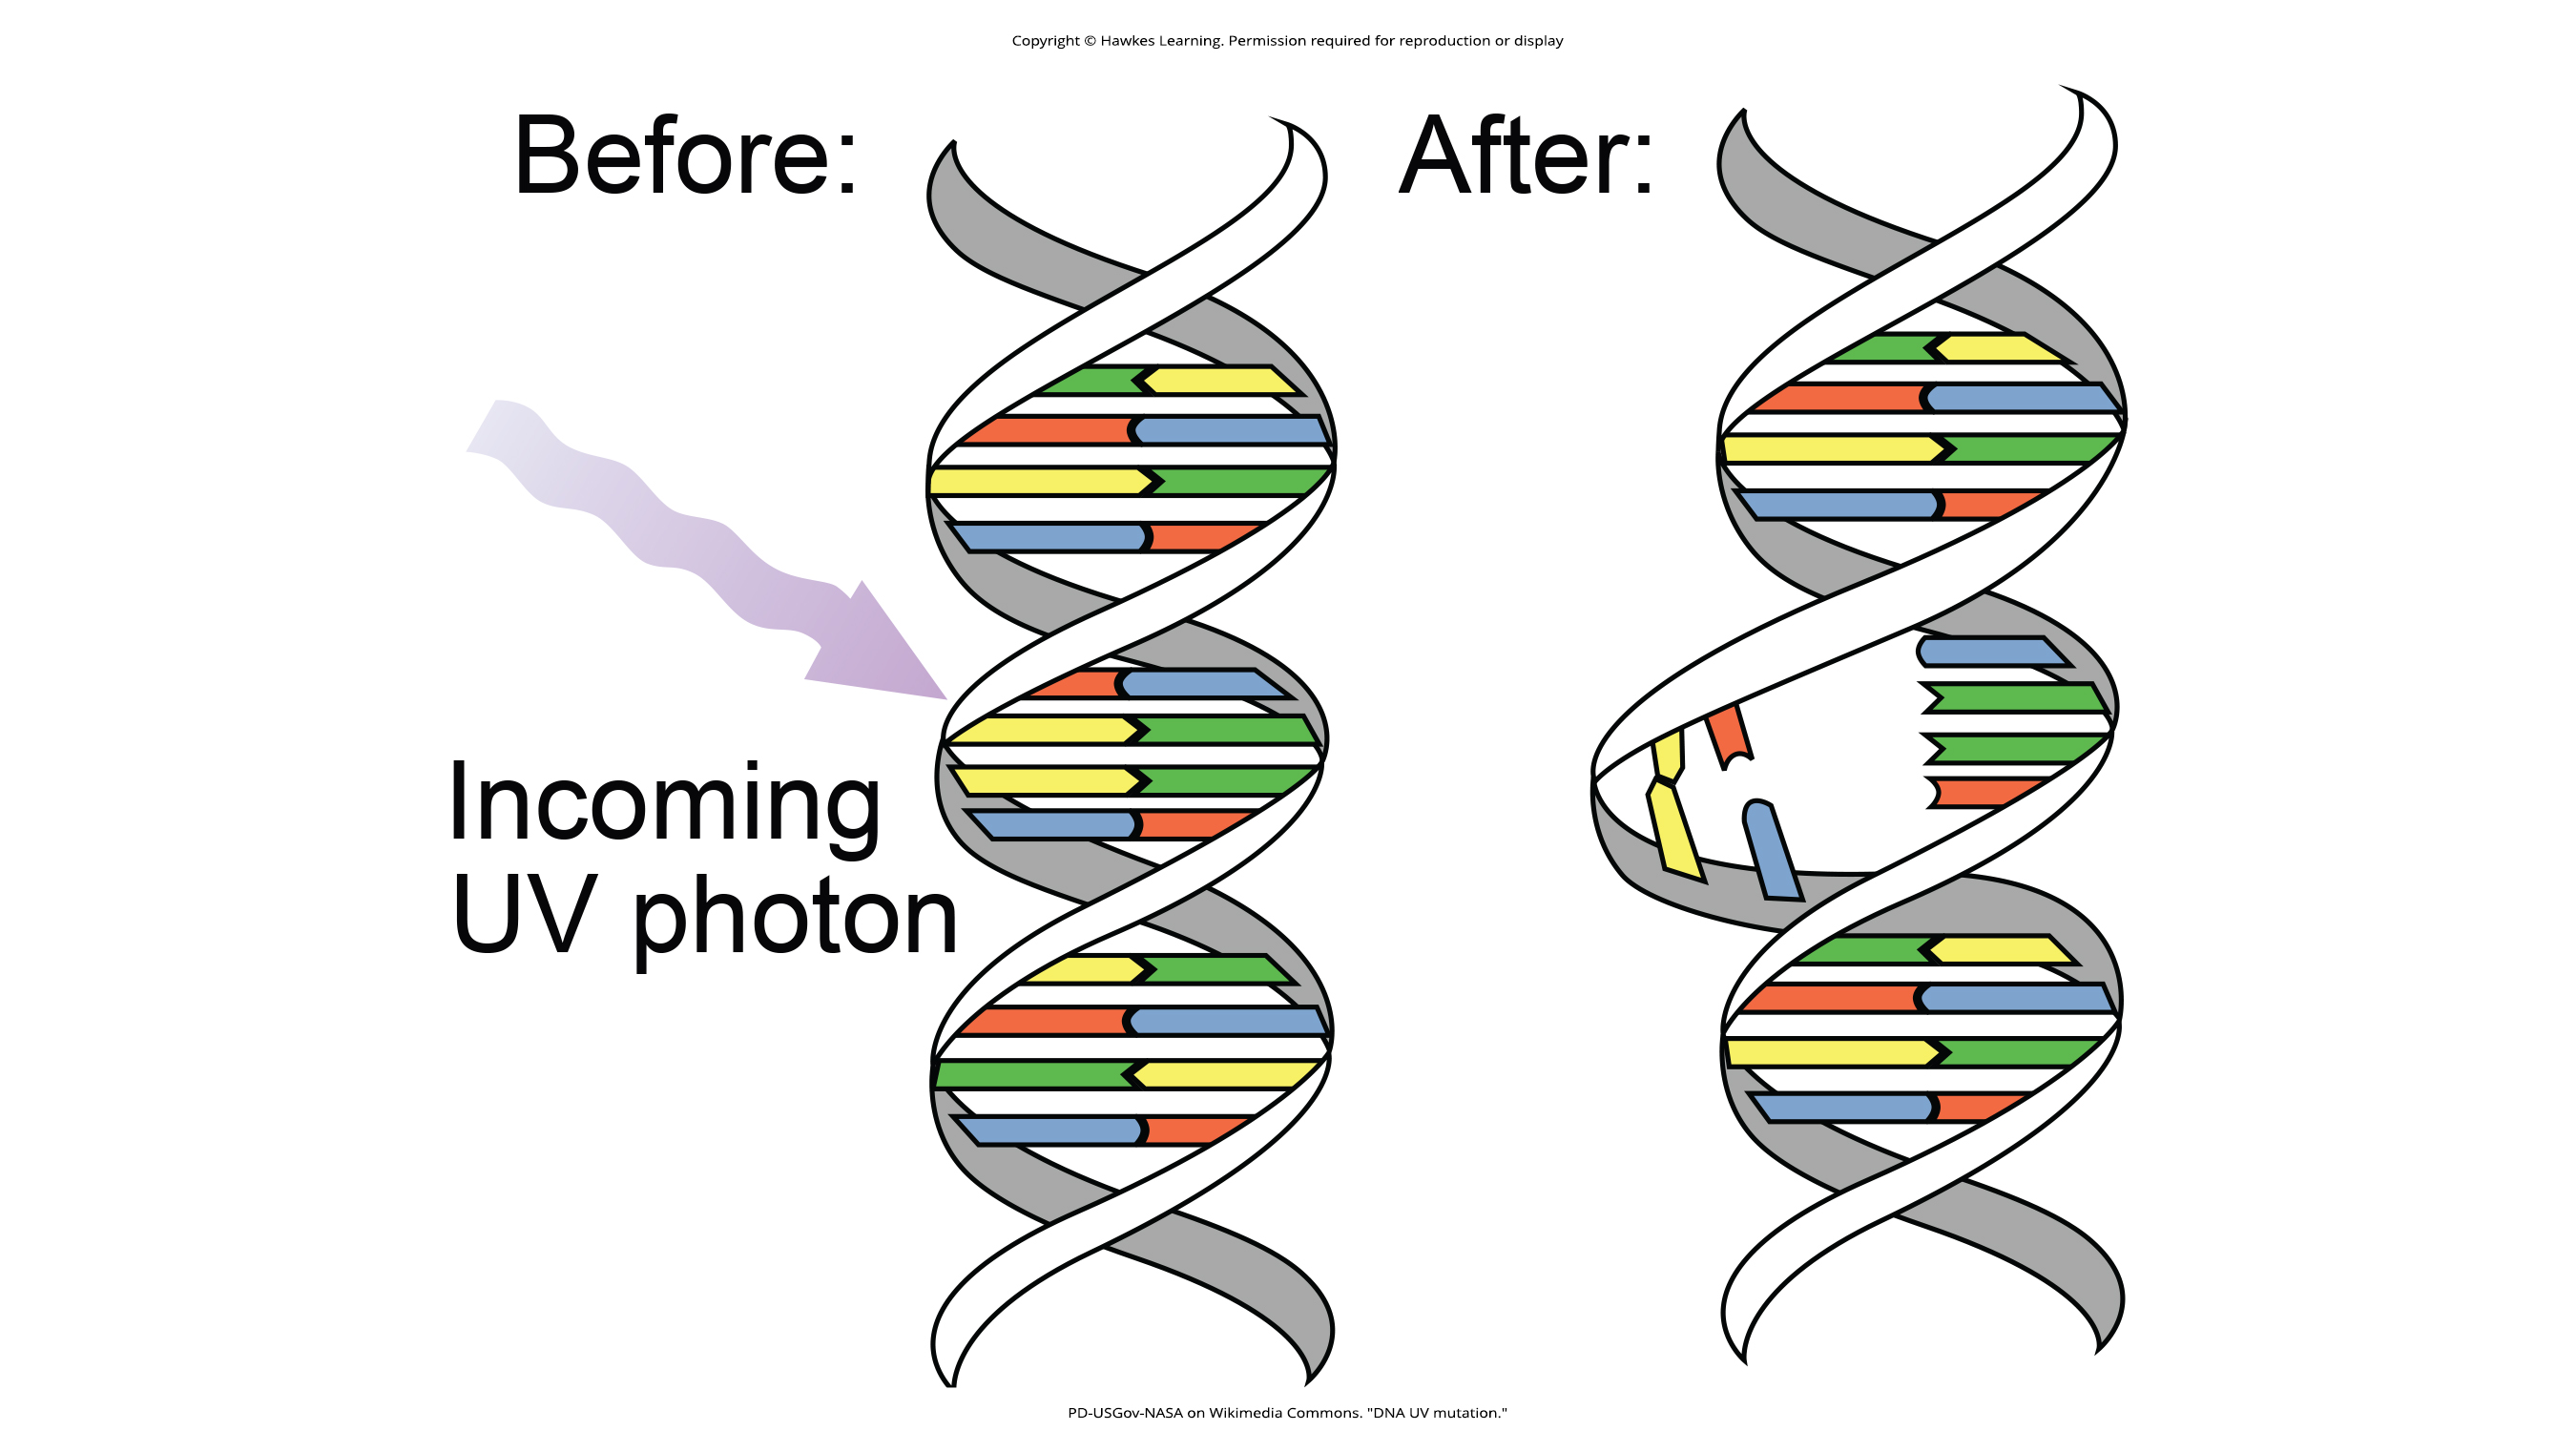 Copyright © Hawkes Learning. Permission required for reproduction or display
Before:
After:
Incoming
UV photon
PD-USGov-NASA on Wikimedia Commons. "DNA UV mutation."